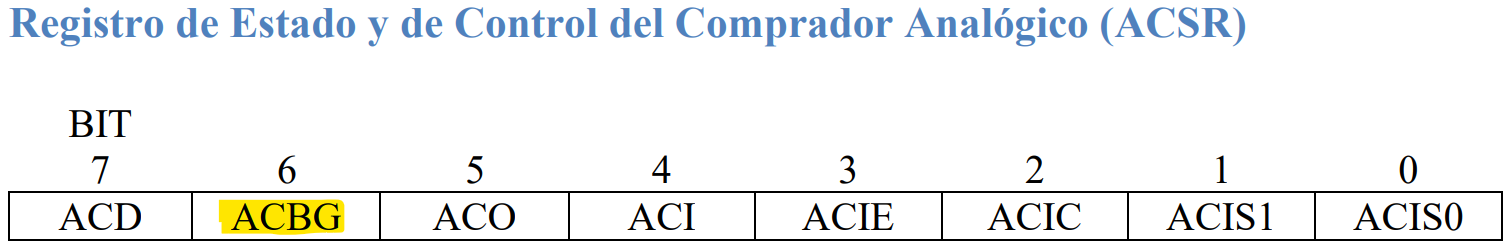 Registro de Estado y de Control del Comprador Analógico (ACSR)
BIT
7 6 5 4 3 2 1 0
ACD ACBG ACO ACI ACIE ACIC ACIS1 ACIS0